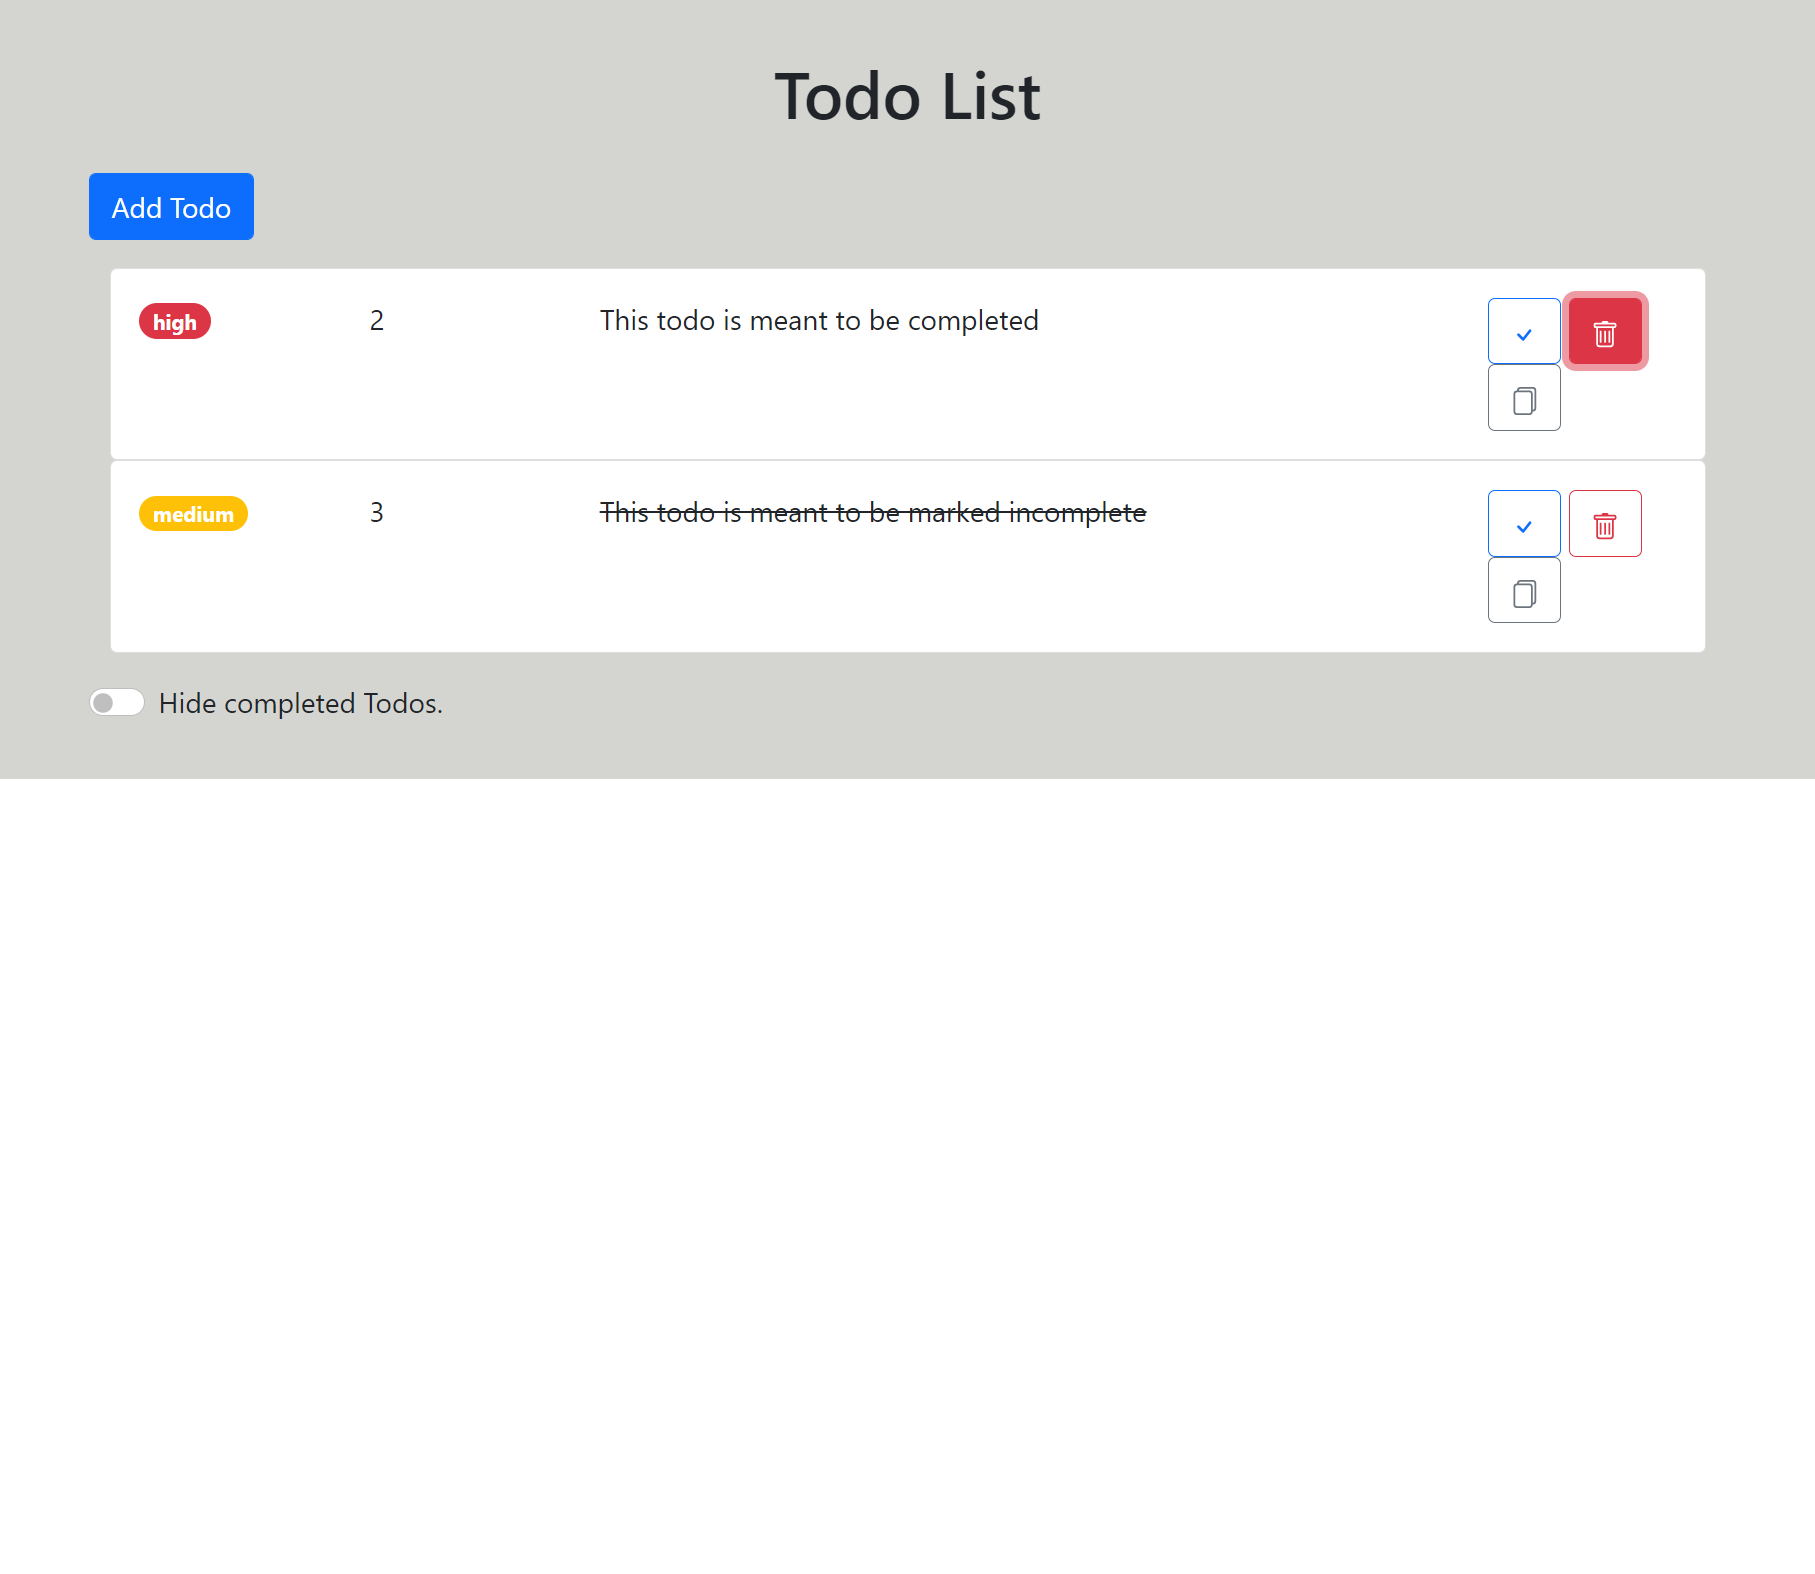 Todo List
Add Todo
high 2 This todo is meant to be completed
medium 3 This todo is meant to be marked incomplete
Hide completed Todos.